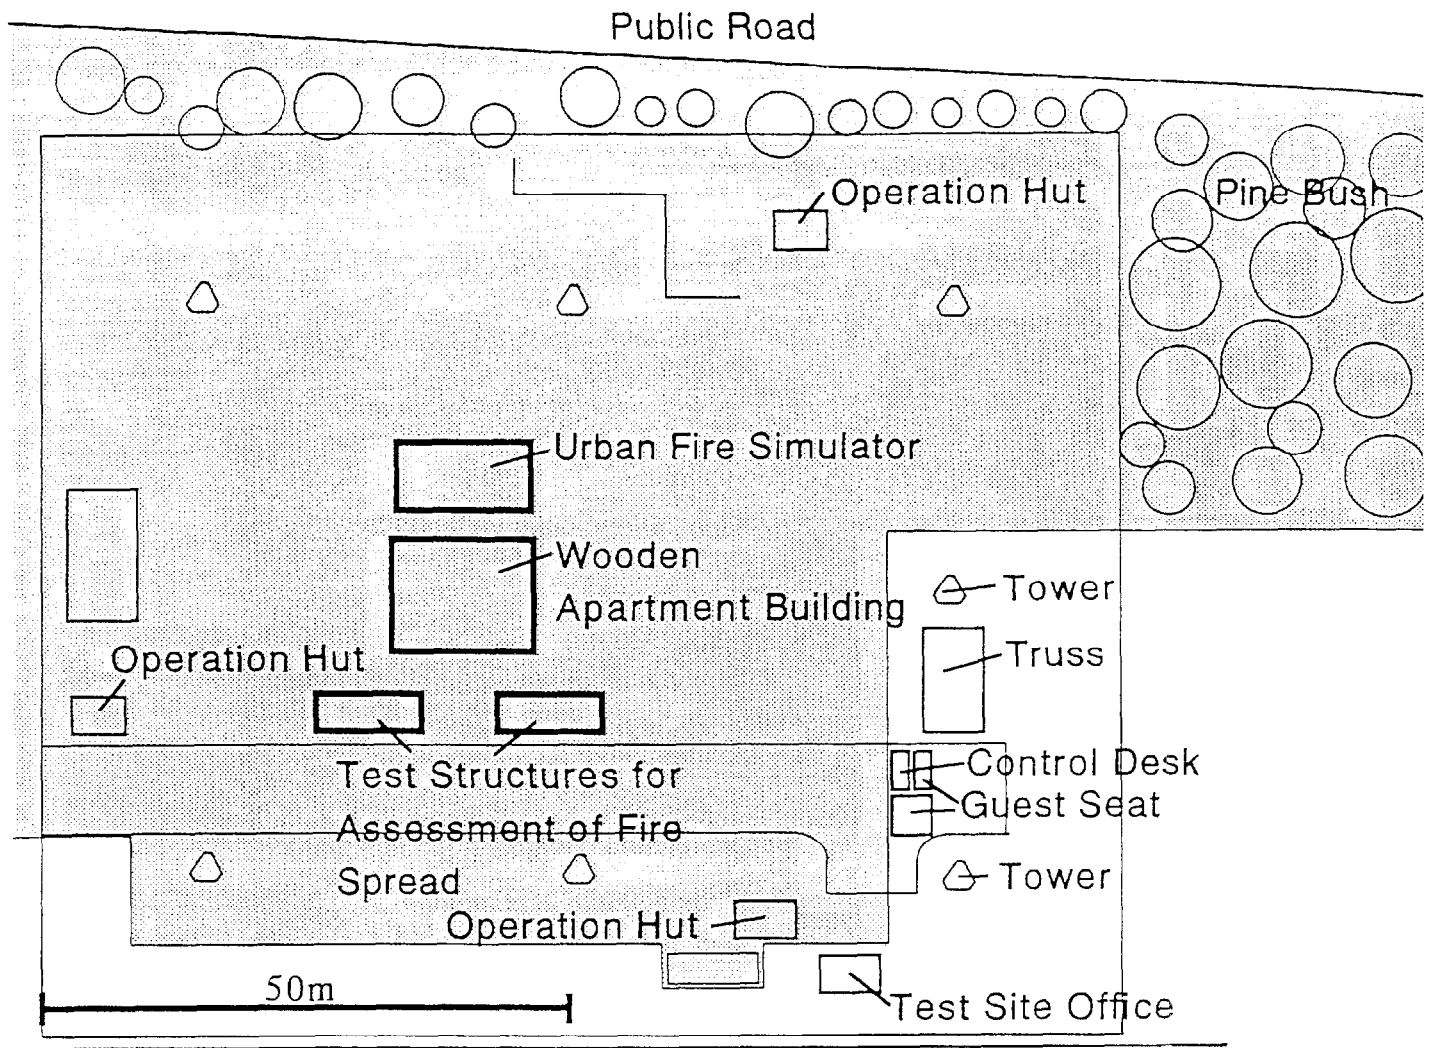 Public Road
Operation Hut
Pine Bush
Urban Fire Simulator
Wooden
Apartment Building
Tower
Operation Hut
Truss
Test Structures for
Assessment of Fire
Spread
Control Desk
Guest Seat
Tower
Operation Hut
50m
Test Site Office